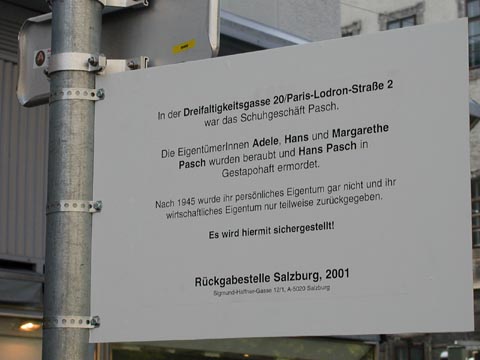 In der Dreifaltigkeitsgasse 20/Paris-Lodron-Straße 2
war das Schuhgeschäft Pasch.
Die EigentümerInnen Adele, Hans und Margarethe
Pasch wurden beraubt und Hans Pasch in
Gestapohaft ermordet.
Nach 1945 wurde ihr persönliches Eigentum gar nicht und ihr
wirtschaftliches Eigentum nur teilweise zurückgegeben.
Es wird hiermit sichergestellt!
Rückgabestelle Salzburg, 2001
Sigmund-Haffner-Gasse 12/1, A-5020 Salzburg